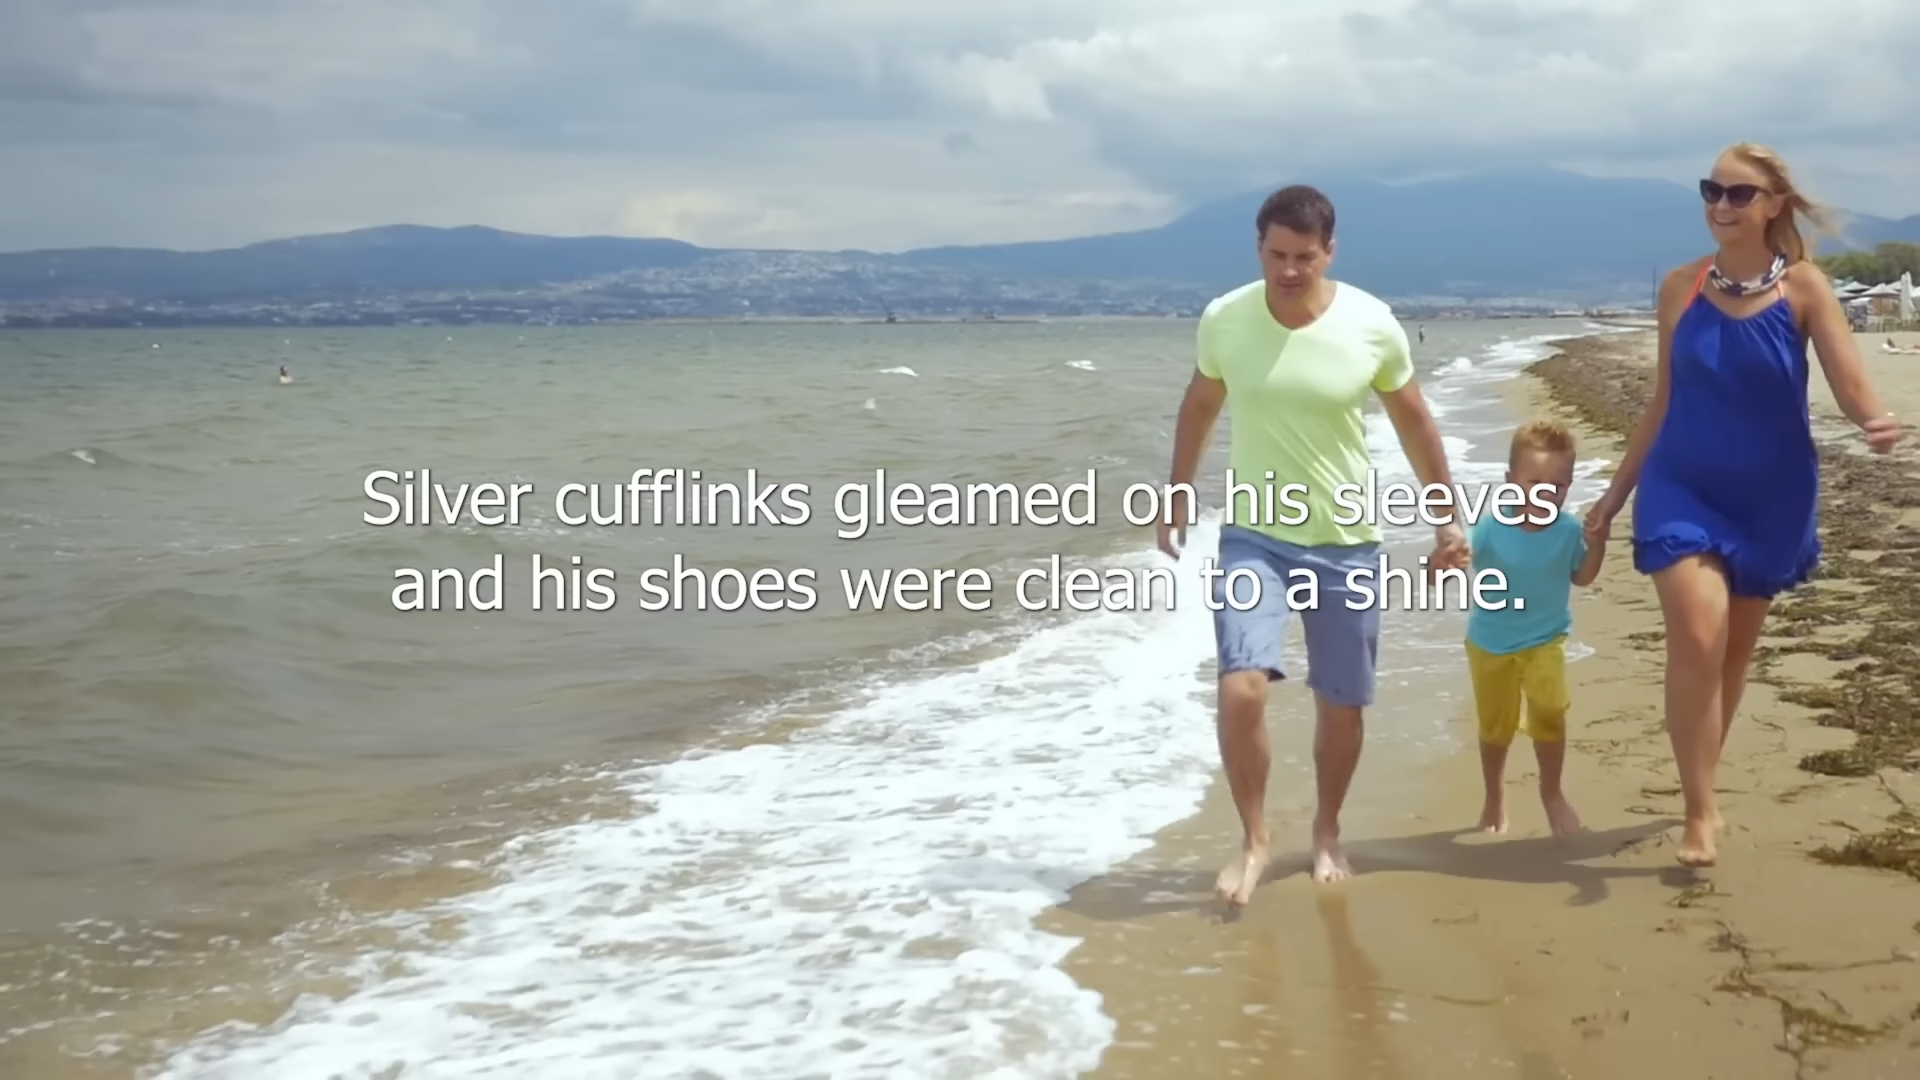 Silver cufflinks gleamed on his sleeves
and his shoes were clean to a shine.